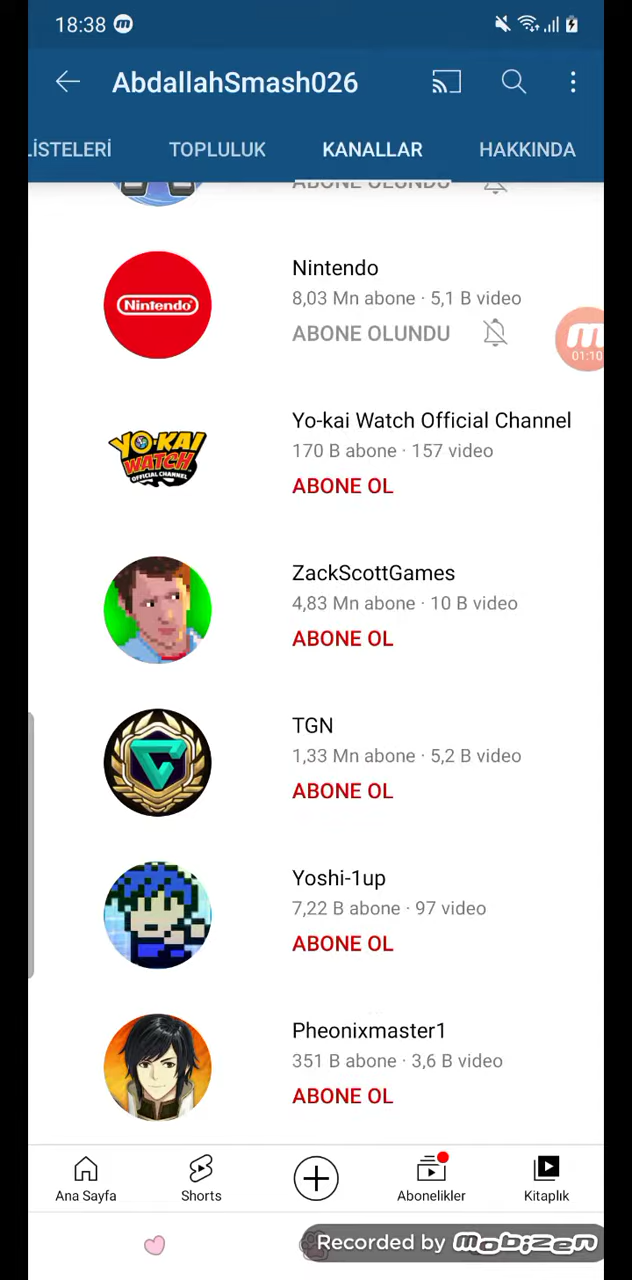 18:38
AbdallahSmash026
LİSTELERİ TOPLULUK KANALLAR HAKKINDA
ABONE OLUNDU
Nintendo
Nintendo
8,03 Mn abone · 5,1 B video
ABONE OLUNDU
01:10
YO-KAI WATCH
OFFICIAL CHANNEL
Yo-kai Watch Official Channel
170 B abone · 157 video
ABONE OL
ZackScottGames
4,83 Mn abone · 10 B video
ABONE OL
TGN
1,33 Mn abone · 5,2 B video
ABONE OL
Yoshi-1up
7,22 B abone · 97 video
ABONE OL
Pheonixmaster1
351 B abone · 3,6 B video
ABONE OL
Ana Sayfa Shorts Abonelikler Kitaplık
Recorded by mobizen